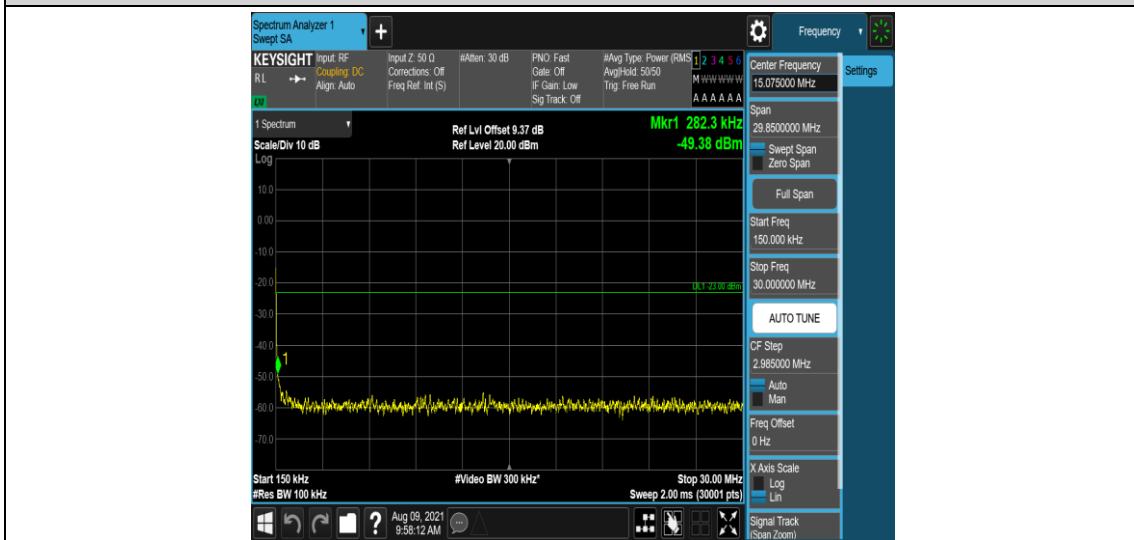 Spectrum Analyzer 1
Swept SA
+
Frequency
KEYSIGHT
RL
Input: RF
Coupling: DC
Align: Auto
Input Z: 50 Ω
Corrections: Off
Freq Ref: Int (S)
#Atten: 30 dB
PNO: Fast
Gate: Off
IF Gain: Low
Sig Track: Off
#Avg Type: Power (RMS
Avg|Hold: 50/50
Trig: Free Run
1 2 3 4 5 6
M W W W W W
A A A A A A
1 Spectrum
Scale/Div 10 dB
Log
Ref Lvl Offset 9.37 dB
Ref Level 20.00 dBm
Mkr1 282.3 kHz
-49.38 dBm
10.0
0.00
-10.0
-20.0
DL1 -23.00 dBm
-30.0
-40.0
1
-50.0
-60.0
-70.0
Start 150 kHz
#Res BW 100 kHz
#Video BW 300 kHz*
Stop 30.00 MHz
Sweep 2.00 ms (30001 pts)
?
Aug 09, 2021
9:58:12 AM
Center Frequency
15.075000 MHz
Settings
Span
29.8500000 MHz
Swept Span
Zero Span
Full Span
Start Freq
150.000 kHz
Stop Freq
30.000000 MHz
AUTO TUNE
CF Step
2.985000 MHz
Auto
Man
Freq Offset
0 Hz
X Axis Scale
Log
Lin
Signal Track
(Span Zoom)